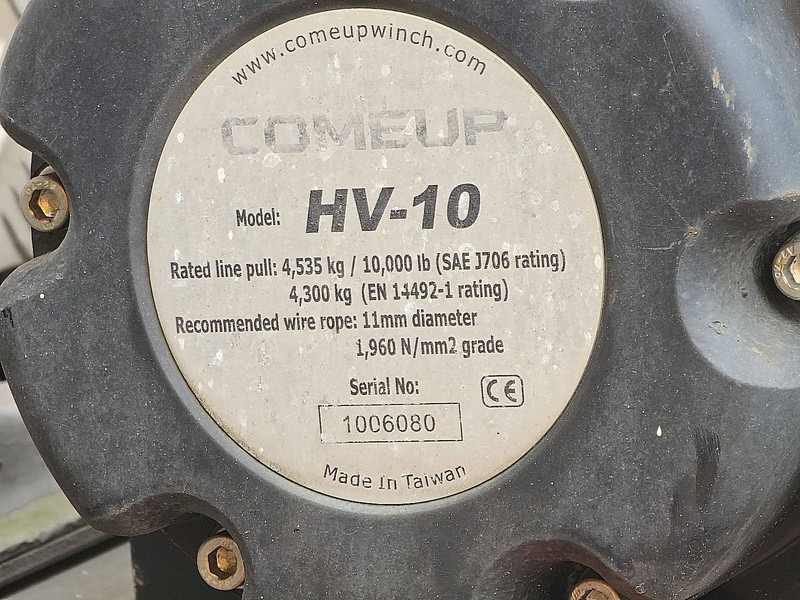 www.comeupwinch.com
COMEUP
Model: HV-10
Rated line pull: 4,535 kg / 10,000 lb (SAE J706 rating)
4,300 kg (EN 14492-1 rating)
Recommended wire rope: 11mm diameter
1,960 N/mm2 grade
Serial No:
CE
1006080
Made In Taiwan